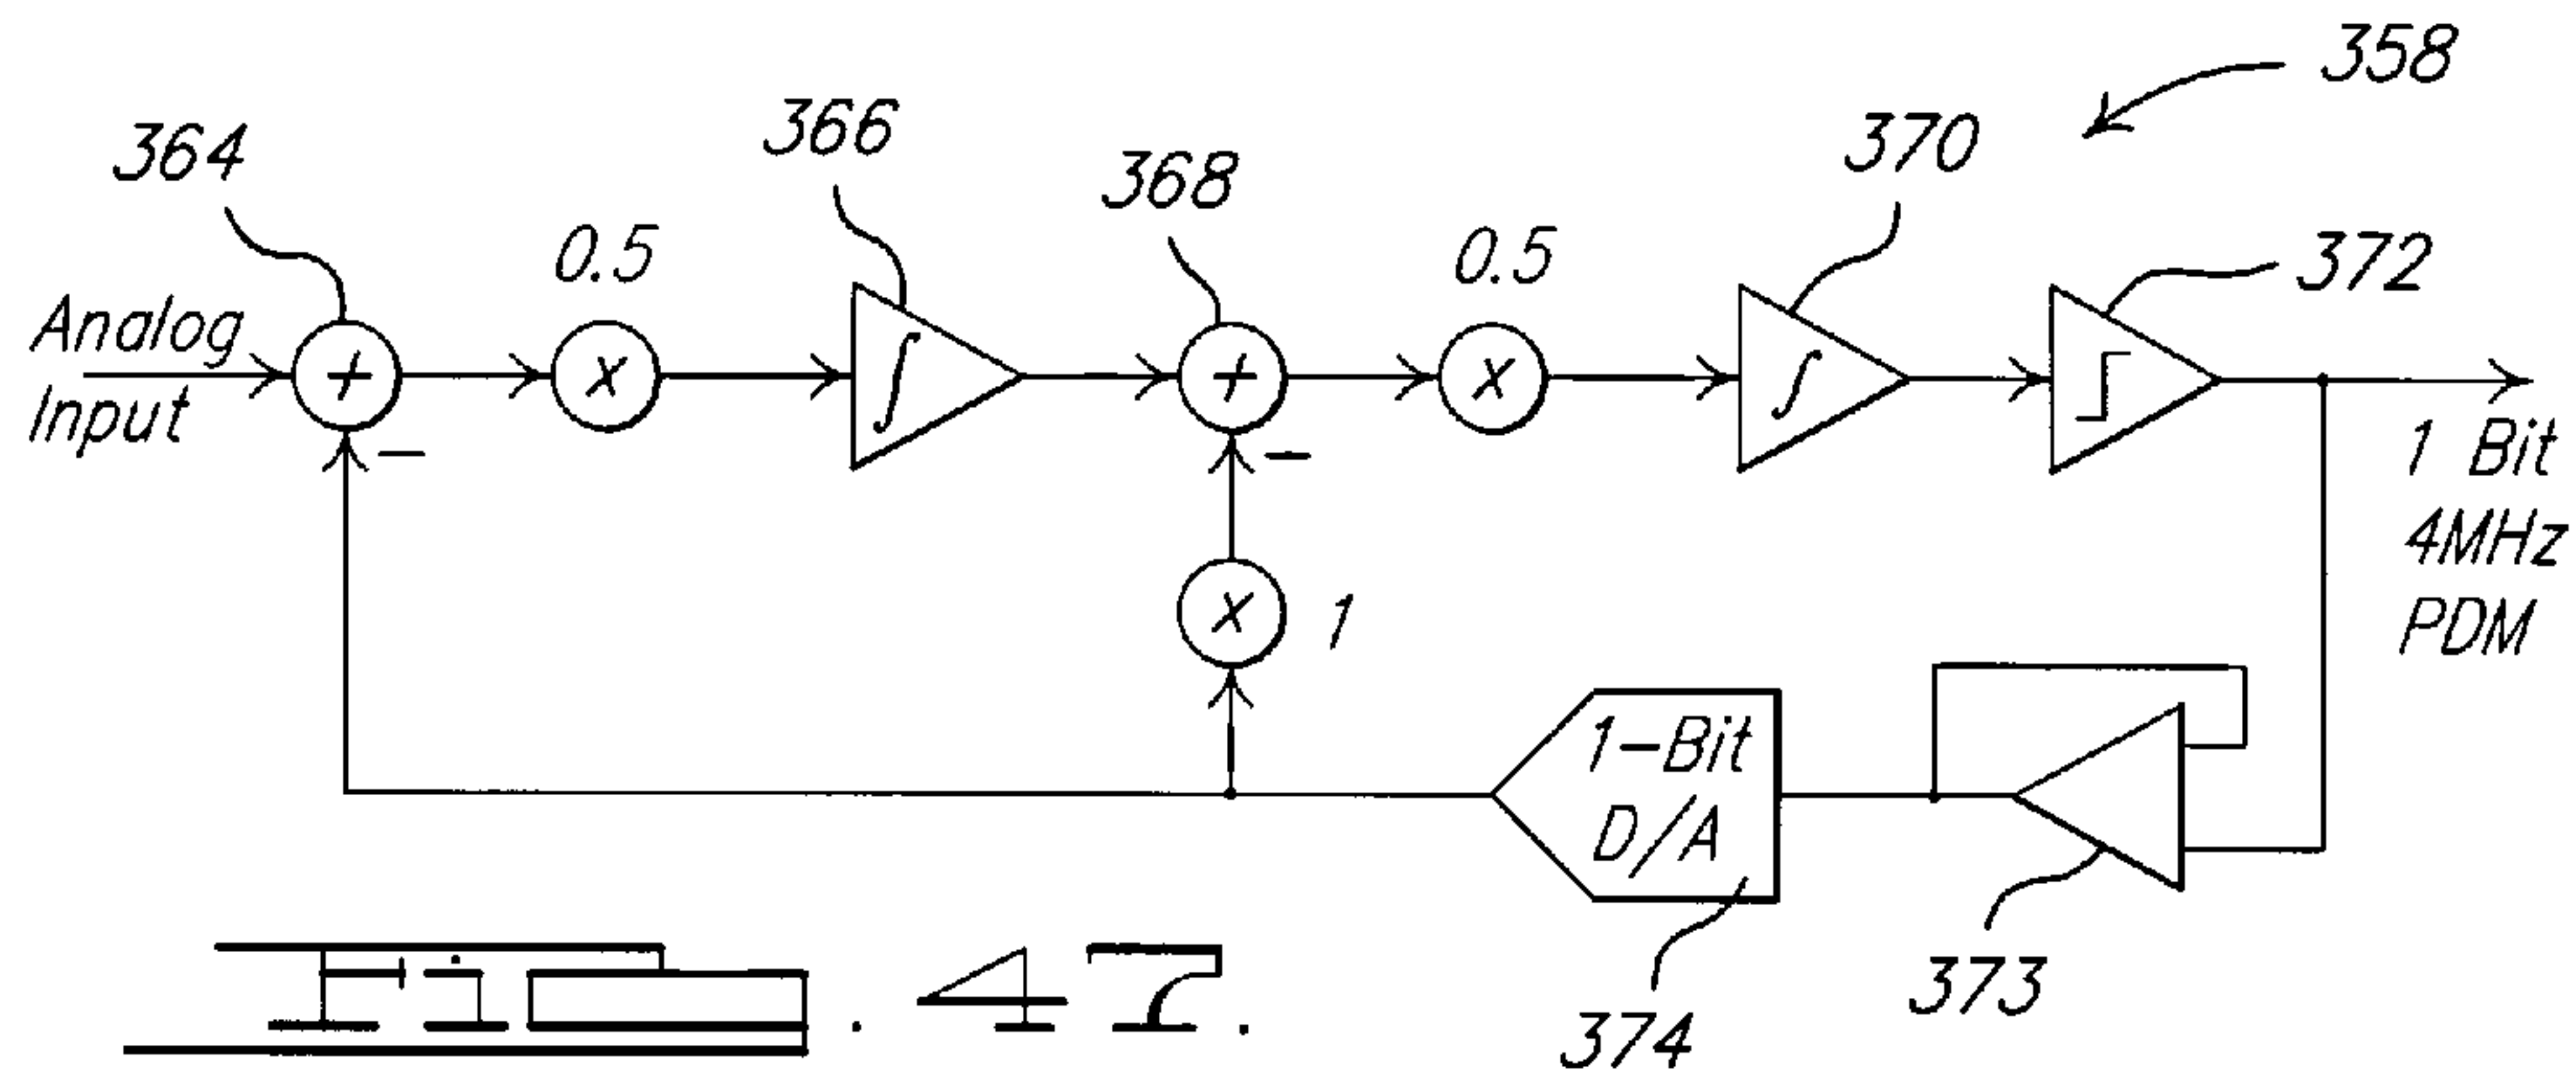 358
364
366
368
370
0.5
0.5
372
Analog
Input
+
x
∫
+
x
∫
−
−
1 Bit
4MHz
PDM
x
1
1-Bit
D/A
373
374
Fig. 47.